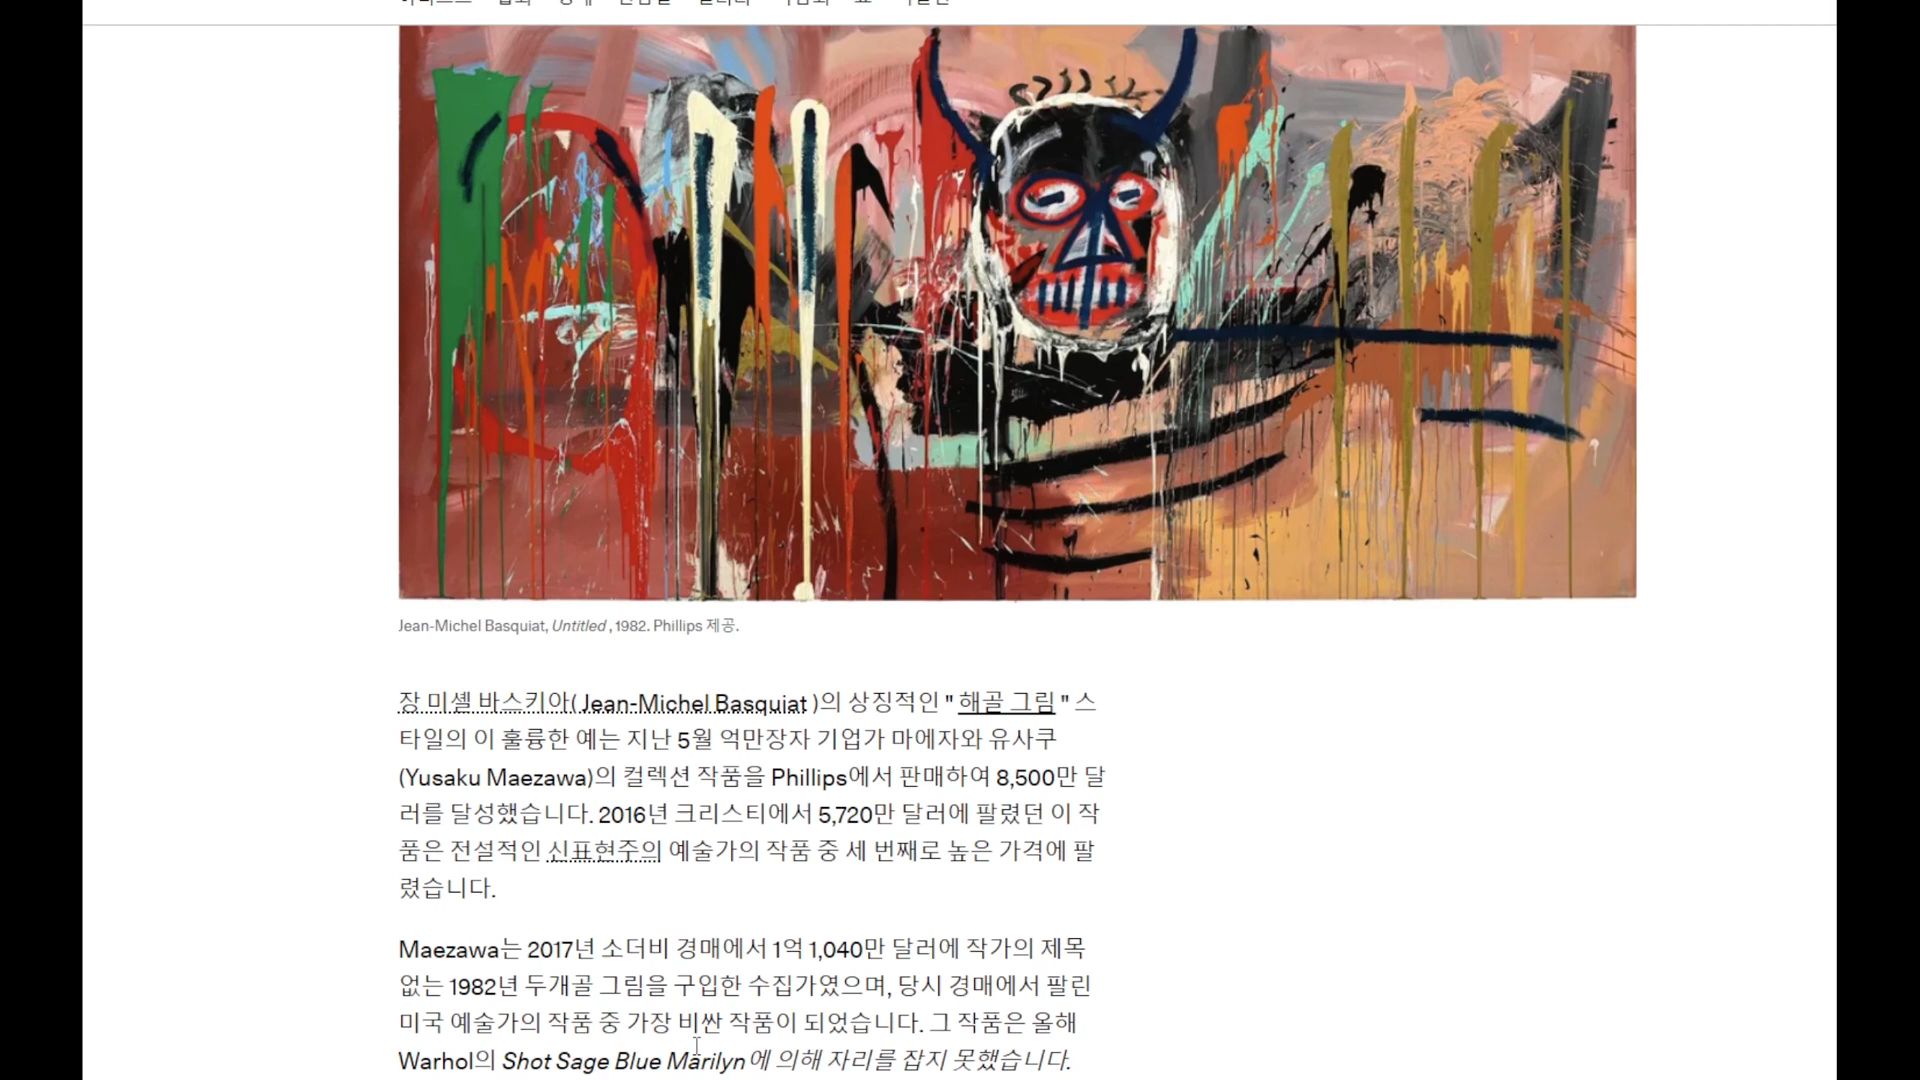 Jean-Michel Basquiat, Untitled , 1982. Phillips 제공.
장 미셸 바스키아( Jean-Michel Basquiat )의 상징적인 " 해골 그림 " 스
타일의 이 훌륭한 예는 지난 5월 억만장자 기업가 마에자와 유사쿠
(Yusaku Maezawa)의 컬렉션 작품을 Phillips에서 판매하여 8,500만 달
러를 달성했습니다. 2016년 크리스티에서 5,720만 달러에 팔렸던 이 작
품은 전설적인 신표현주의 예술가의 작품 중 세 번째로 높은 가격에 팔
렸습니다.
Maezawa는 2017년 소더비 경매에서 1억 1,040만 달러에 작가의 제목
없는 1982년 두개골 그림을 구입한 수집가였으며, 당시 경매에서 팔린
미국 예술가의 작품 중 가장 비싼 작품이 되었습니다. 그 작품은 올해
Warhol의 Shot Sage Blue Marilyn에 의해 자리를 잡지 못했습니다.